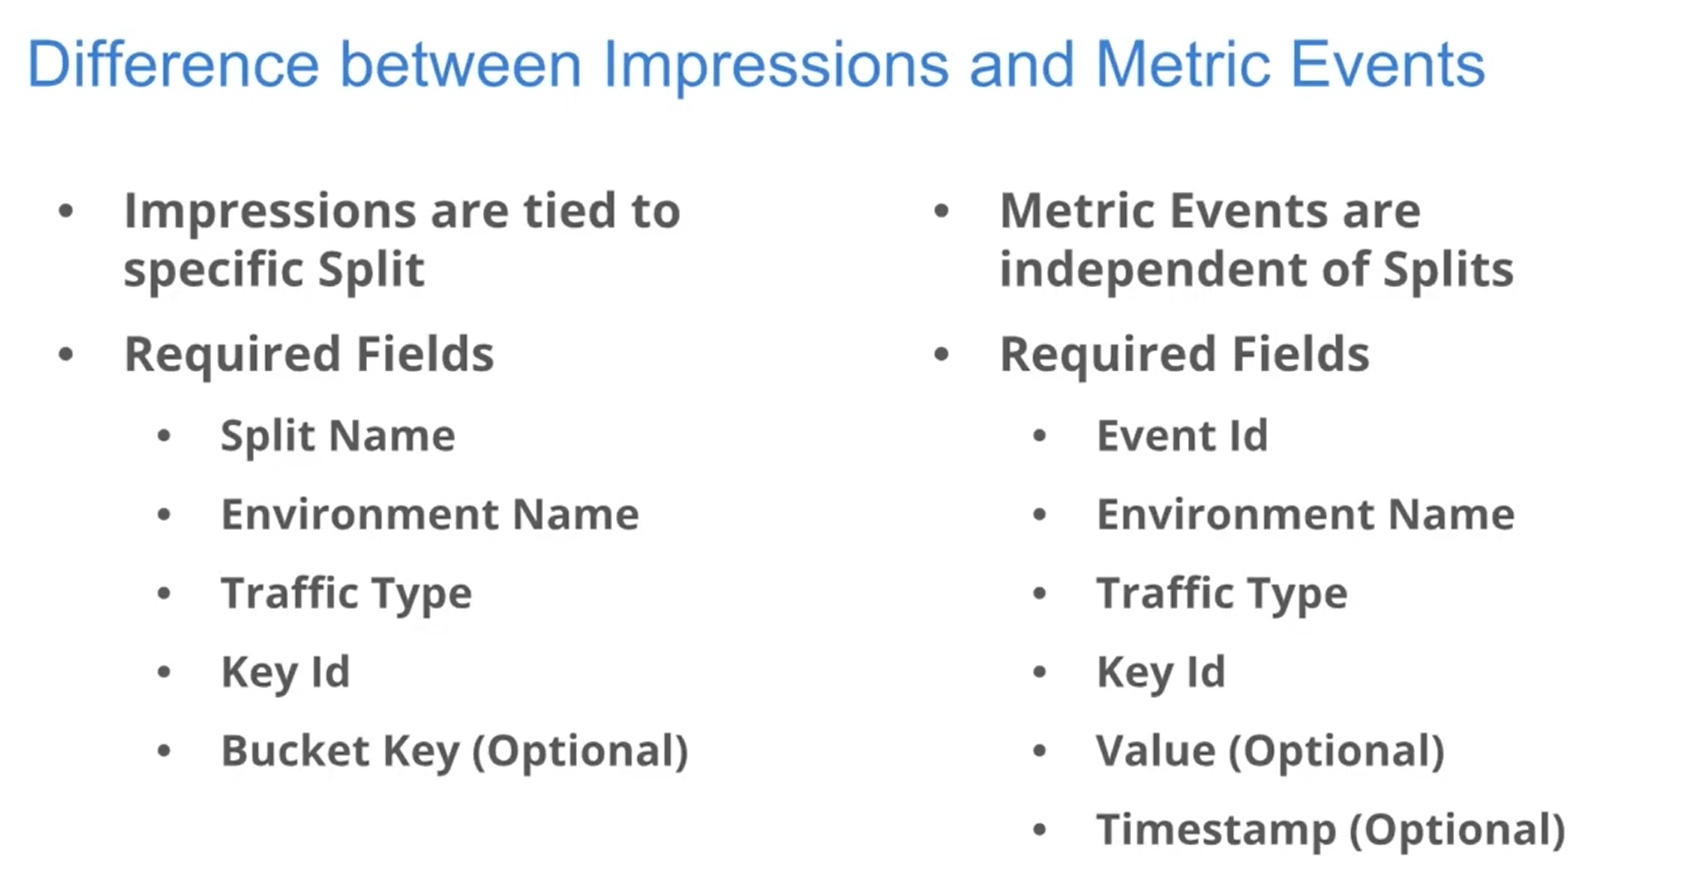 Difference between Impressions and Metric Events
• Impressions are tied to
specific Split
• Required Fields
• Split Name
• Environment Name
• Traffic Type
• Key Id
• Bucket Key (Optional)
• Metric Events are
independent of Splits
• Required Fields
• Event Id
• Environment Name
• Traffic Type
• Key Id
• Value (Optional)
• Timestamp (Optional)